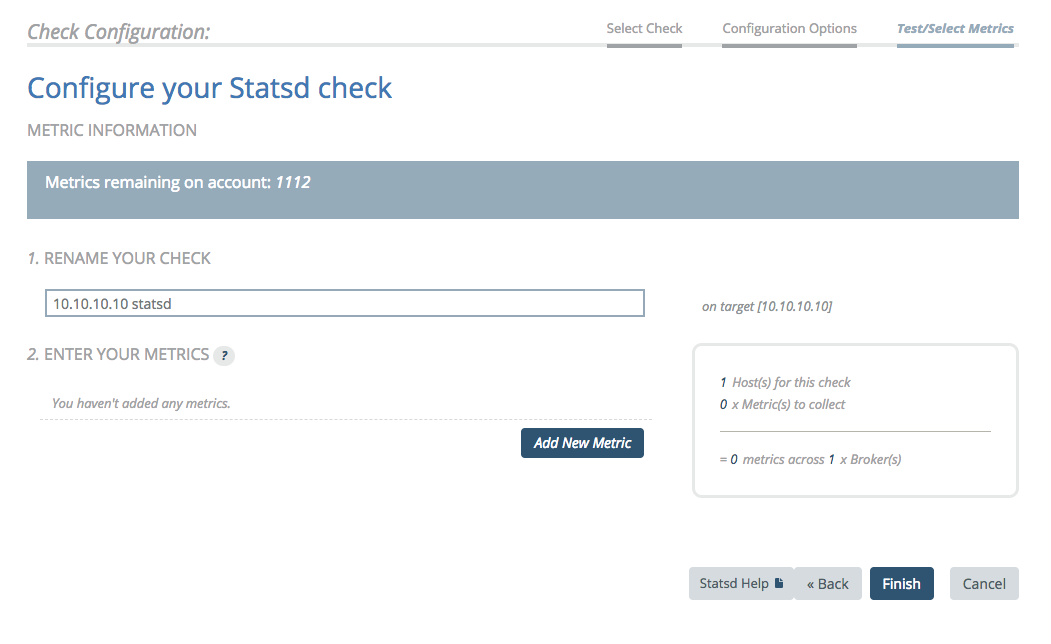 Check Configuration:
Select Check
Configuration Options
Test/Select Metrics
Configure your Statsd check
METRIC INFORMATION
Metrics remaining on account: 1112
1. RENAME YOUR CHECK
10.10.10.10 statsd
on target [10.10.10.10]
2. ENTER YOUR METRICS ?
You haven't added any metrics.
Add New Metric
1 Host(s) for this check
0 x Metric(s) to collect
= 0 metrics across 1 x Broker(s)
Statsd Help
« Back
Finish
Cancel